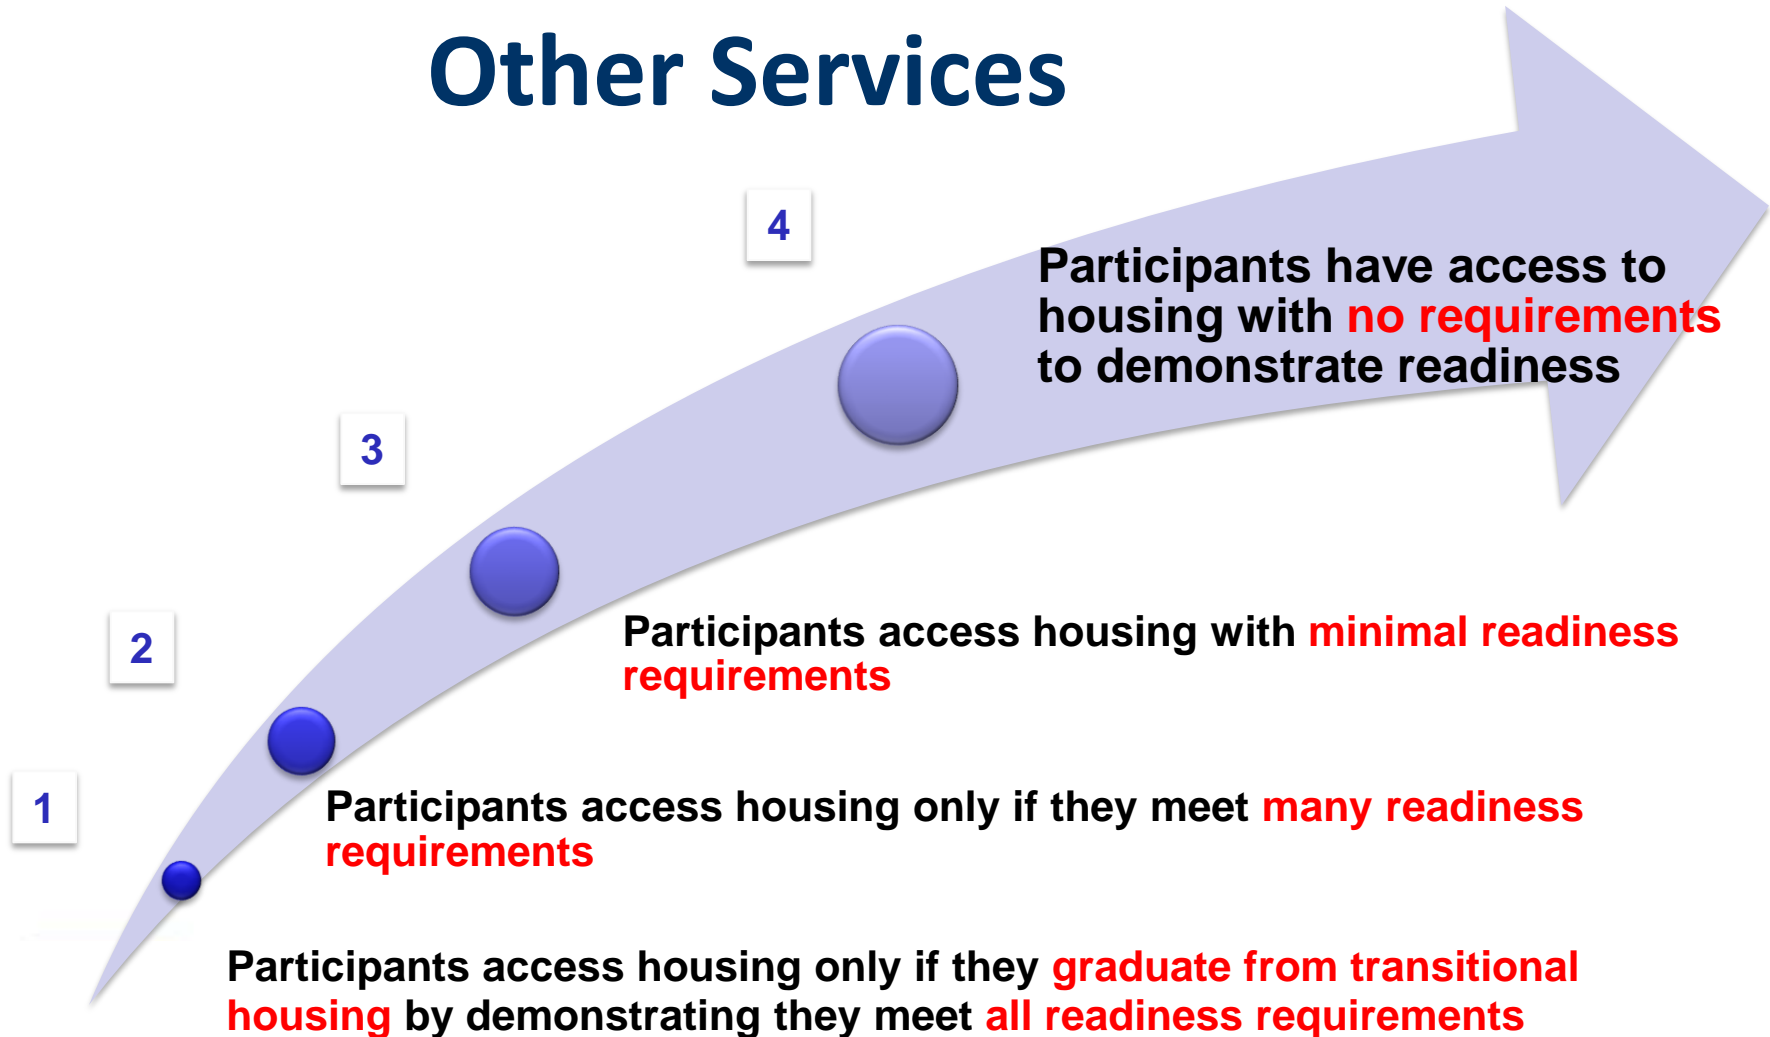 Other Services
4
Participants have access to
housing with no requirements
to demonstrate readiness
3
Participants access housing with minimal readiness
requirements
2
Participants access housing only if they meet many readiness
requirements
1
Participants access housing only if they graduate from transitional
housing by demonstrating they meet all readiness requirements